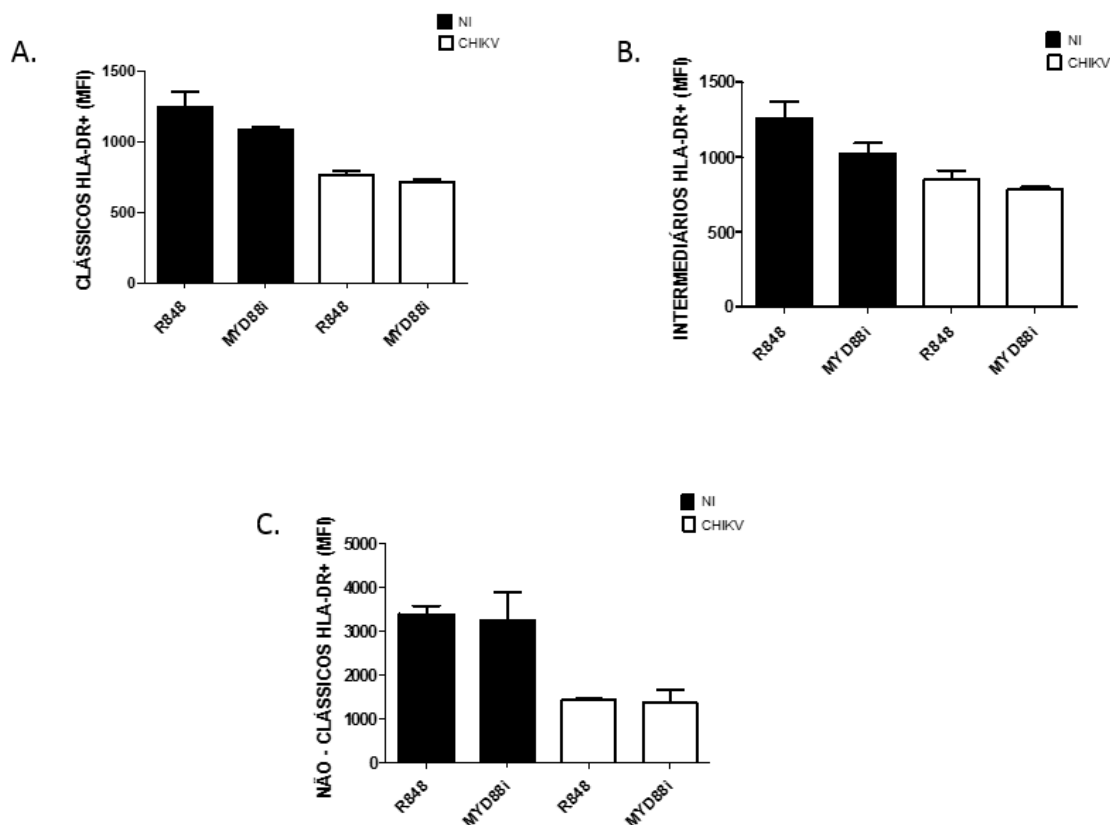 A.
NI
CHIKV
CLÁSSICOS HLA-DR+ (MFI)
1500
1000
500
0
R848
MYD88i
R848
MYD88i
B.
NI
CHIKV
INTERMEDIÁRIOS HLA-DR+ (MFI)
1500
1000
500
0
R848
MYD88i
R848
MYD88i
C.
NI
CHIKV
NÃO - CLÁSSICOS HLA-DR+ (MFI)
5000
4000
3000
2000
1000
0
R848
MYD88i
R848
MYD88i